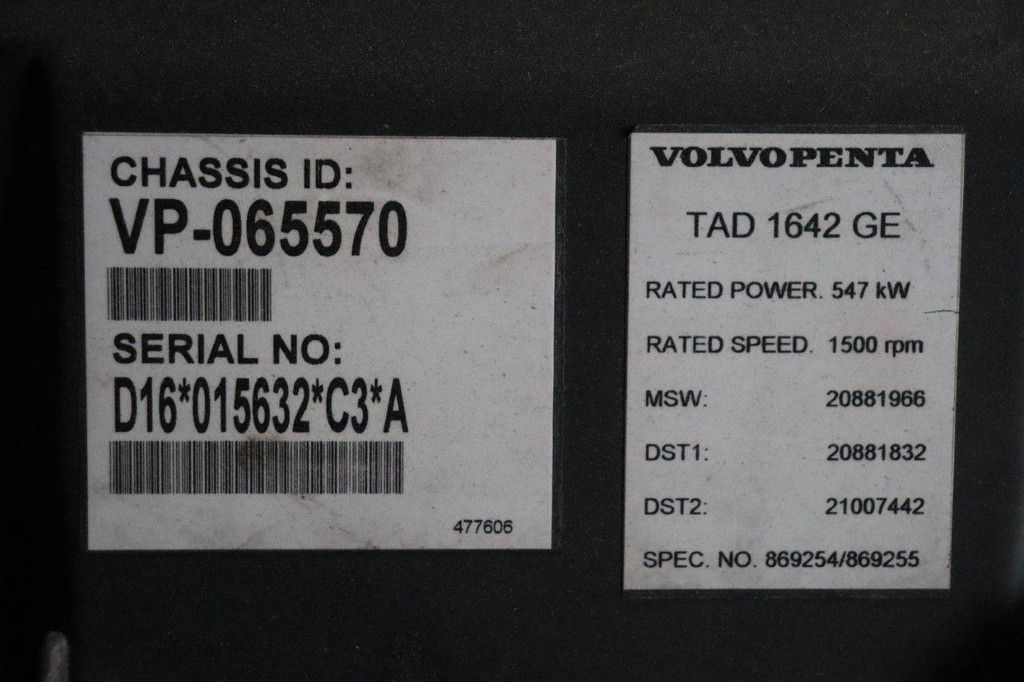 CHASSIS ID:
VP-065570
SERIAL NO:
D16*015632*C3*A
477606
VOLVO PENTA
TAD 1642 GE
RATED POWER. 547 kW
RATED SPEED. 1500 rpm
MSW: 20881966
DST1: 20881832
DST2: 21007442
SPEC. NO. 869254/869255